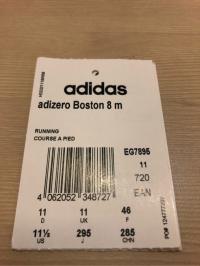 adidas
adizero Boston 8 m
RUNNING
COURSE A PIED
EG7895
11
720
EAN
4 062052 348727
11 11 46
D UK F
11½ 295 285
US J CHN